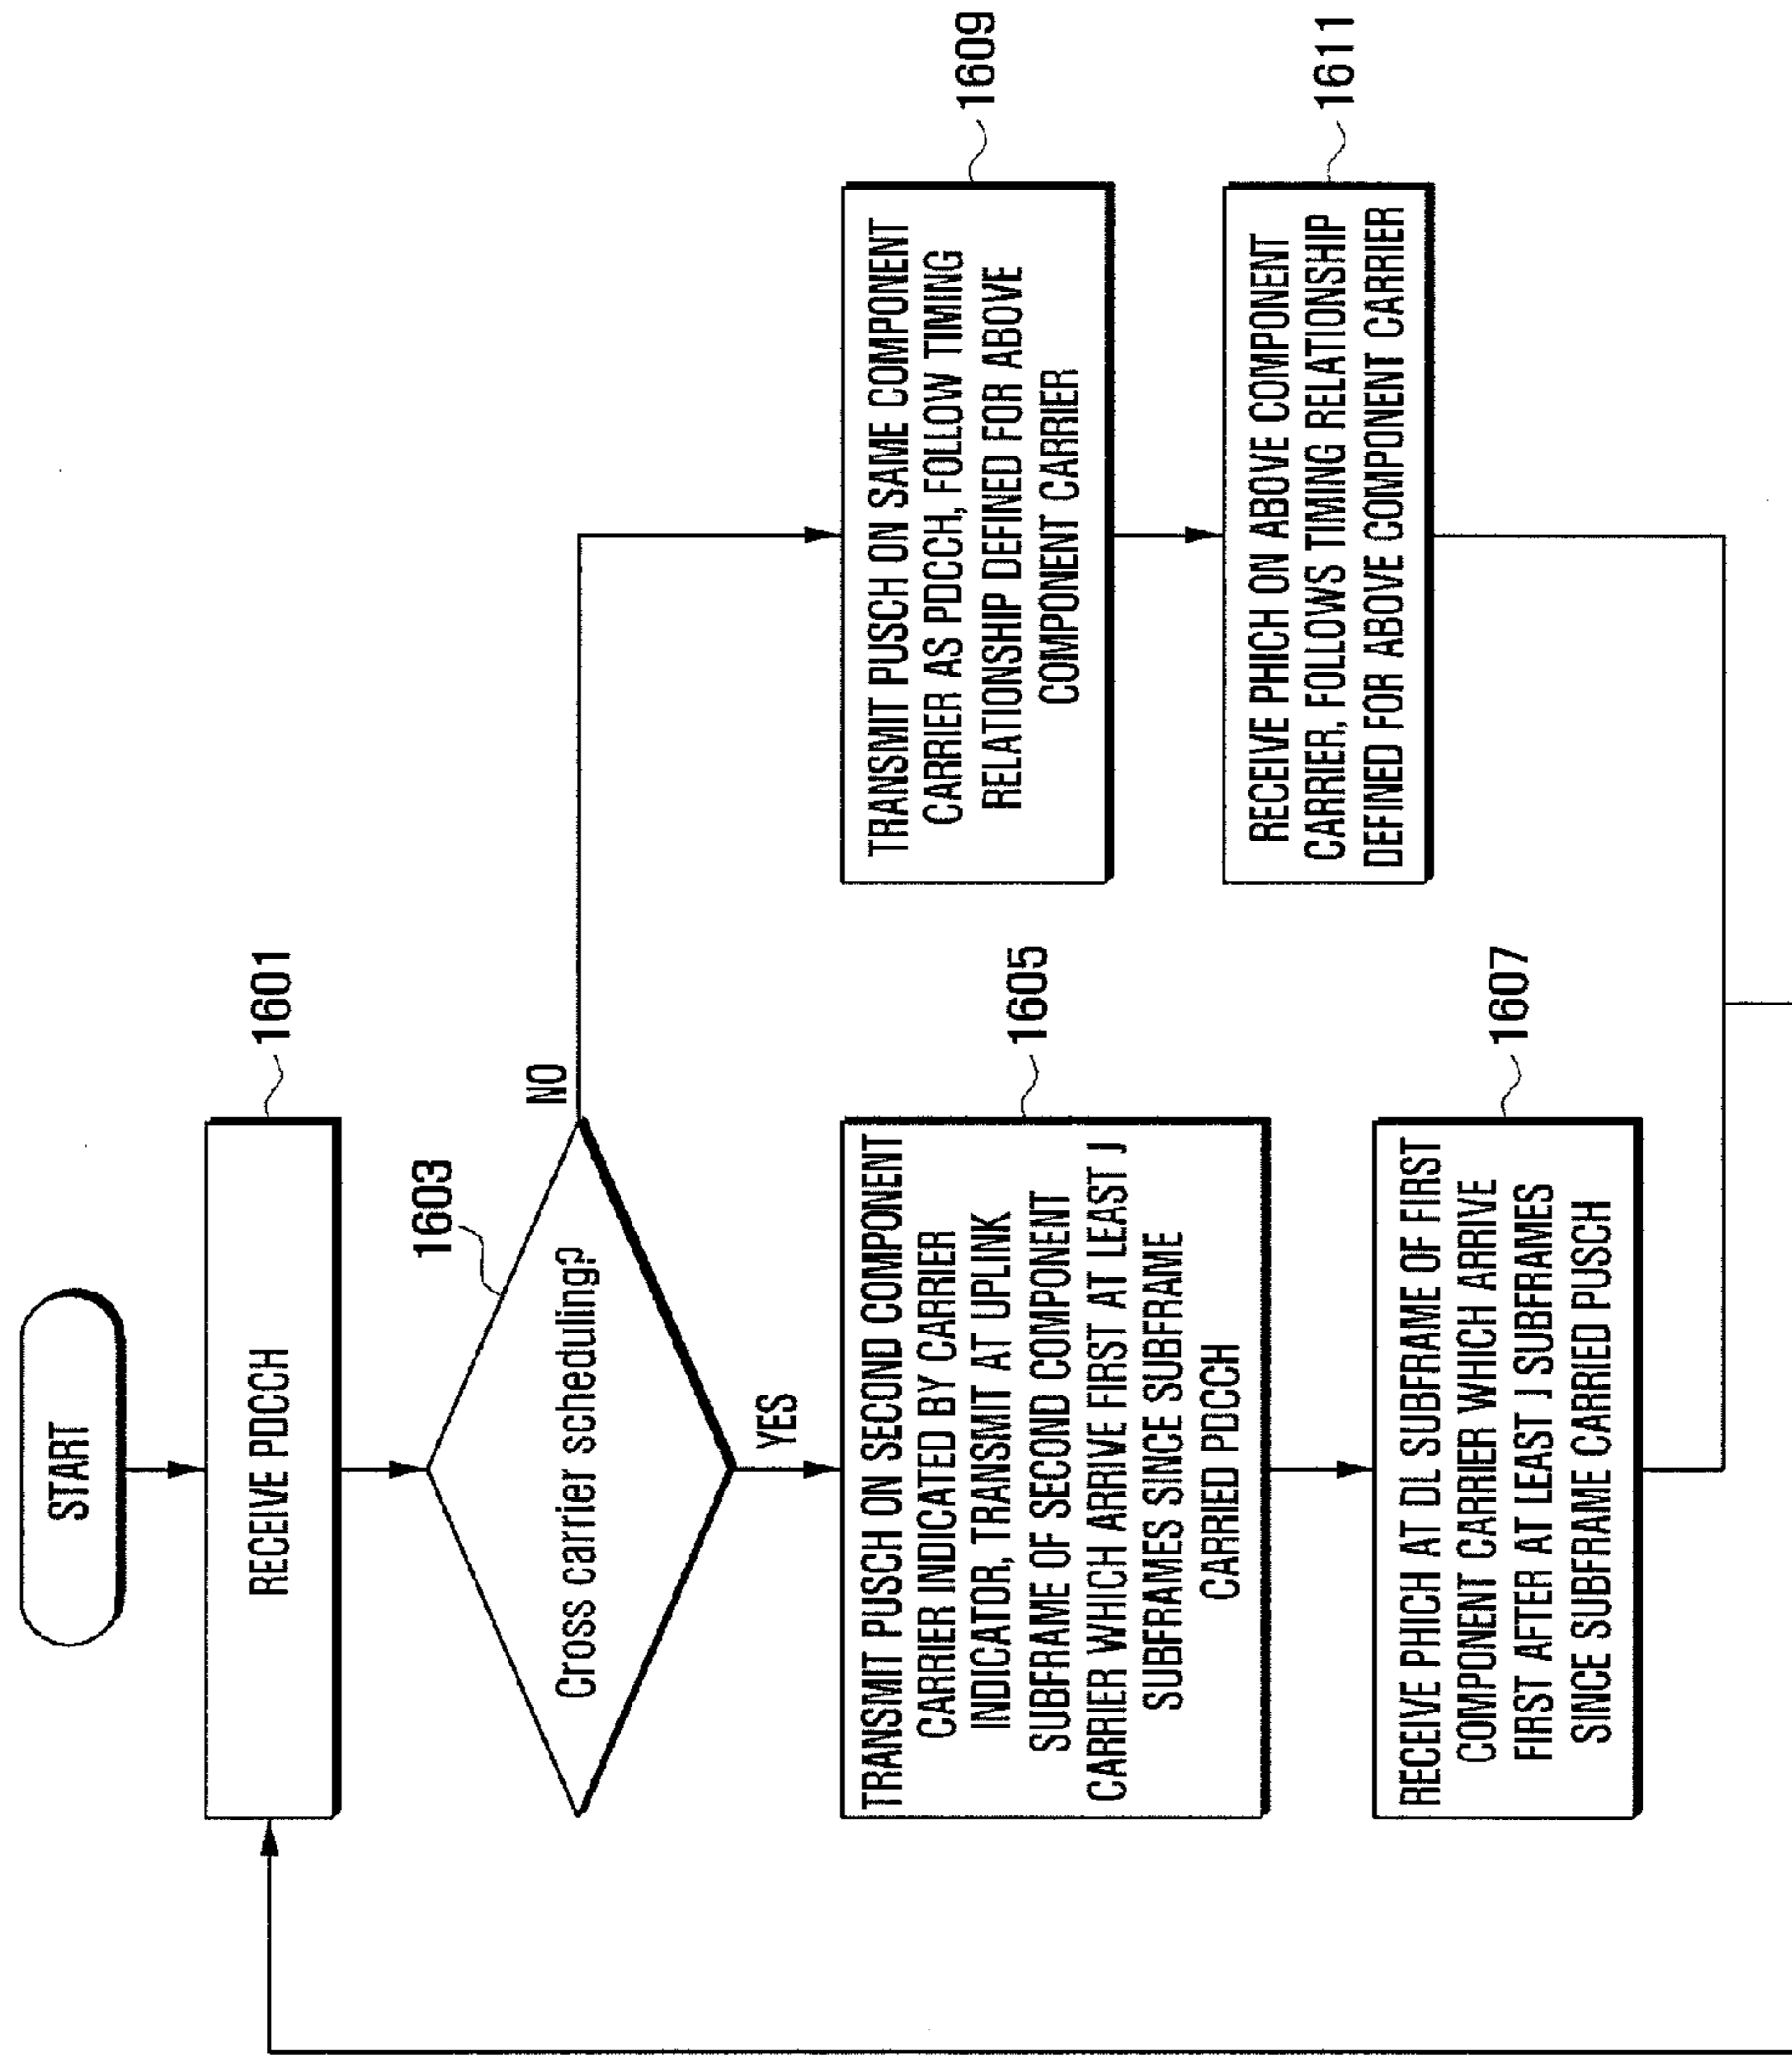 START
RECEIVE PDCCH
1601
Cross carrier scheduling?
1603
NO
YES
TRANSMIT PUSCH ON SECOND COMPONENT
CARRIER INDICATED BY CARRIER
INDICATOR, TRANSMIT AT UPLINK
SUBFRAME OF SECOND COMPONENT
CARRIER WHICH ARRIVE FIRST AT LEAST J
SUBFRAMES SINCE SUBFRAME
CARRIED PDCCH
1605
RECEIVE PHICH AT DL SUBFRAME OF FIRST
COMPONENT CARRIER WHICH ARRIVE
FIRST AFTER AT LEAST J SUBFRAMES
SINCE SUBFRAME CARRIED PUSCH
1607
TRANSMIT PUSCH ON SAME COMPONENT
CARRIER AS PDCCH, FOLLOW TIMING
RELATIONSHIP DEFINED FOR ABOVE
COMPONENT CARRIER
1609
RECEIVE PHICH ON ABOVE COMPONENT
CARRIER, FOLLOWS TIMING RELATIONSHIP
DEFINED FOR ABOVE COMPONENT CARRIER
1611